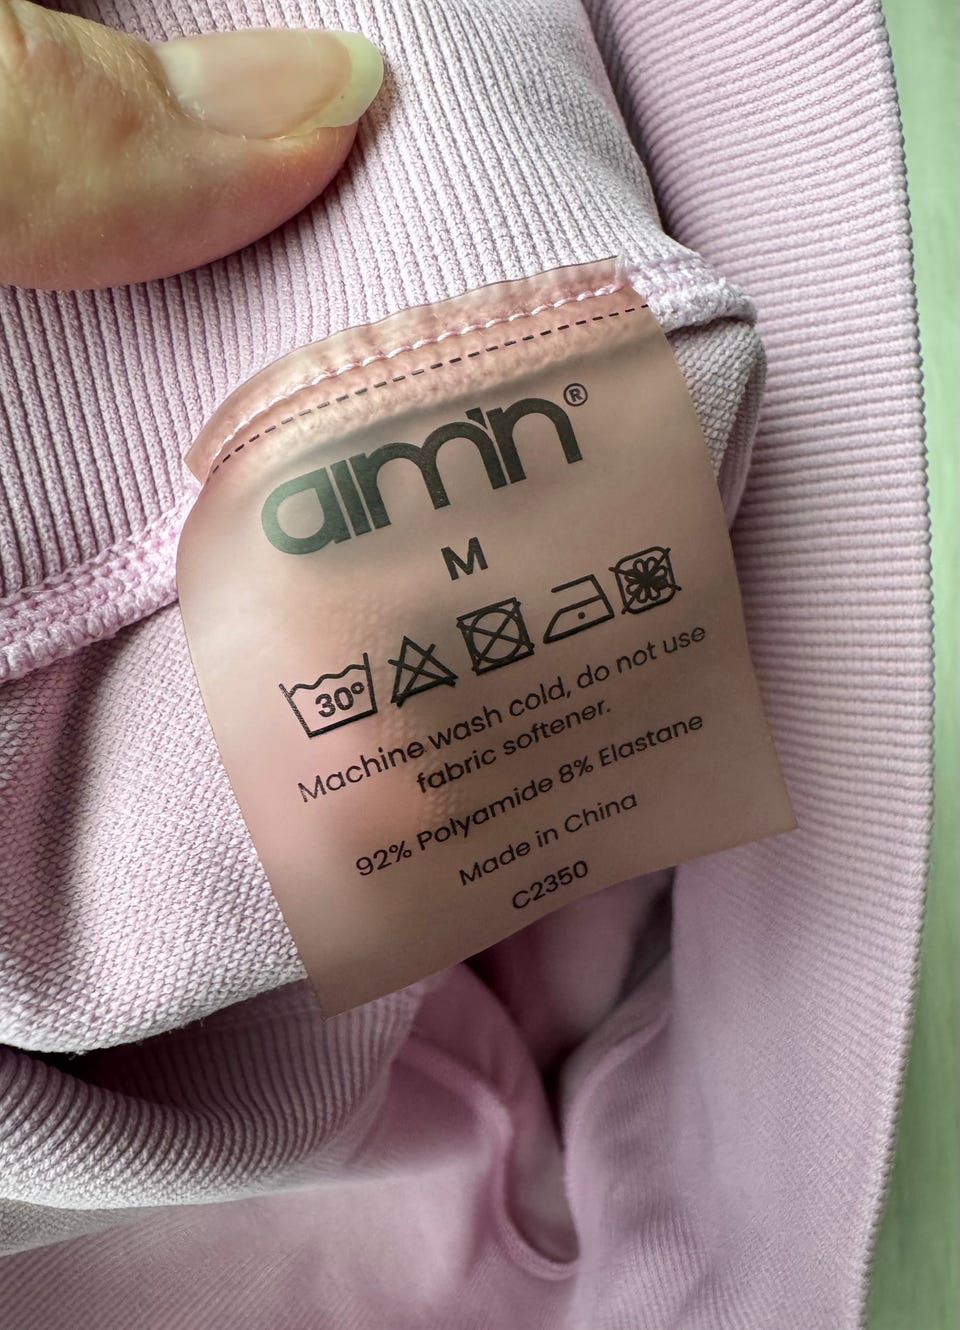 aim'n®
M
30°
Machine wash cold, do not use
fabric softener.
92% Polyamide 8% Elastane
Made in China
C2350